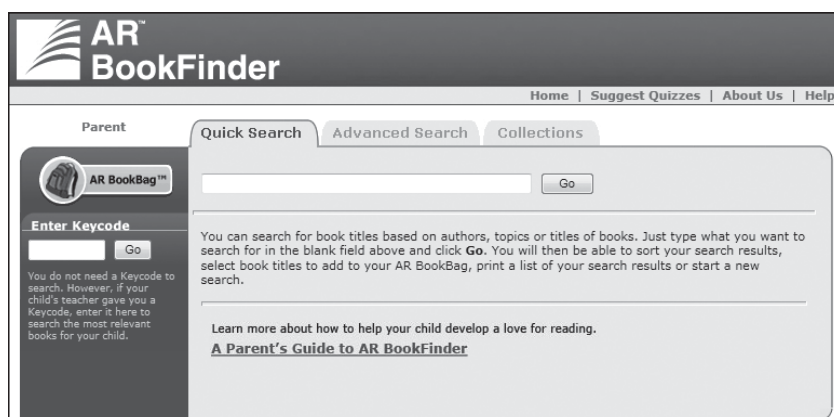 AR™
BookFinder
Home | Suggest Quizzes | About Us | Help
Parent
Quick Search
Advanced Search
Collections
AR BookBag™
Go
Enter Keycode
Go
You do not need a Keycode to
search. However, if your
child's teacher gave you a
Keycode, enter it here to
search the most relevant
books for your child.
You can search for book titles based on authors, topics or titles of books. Just type what you want to
search for in the blank field above and click Go. You will then be able to sort your search results,
select book titles to add to your AR BookBag, print a list of your search results or start a new
search.
Learn more about how to help your child develop a love for reading.
A Parent's Guide to AR BookFinder